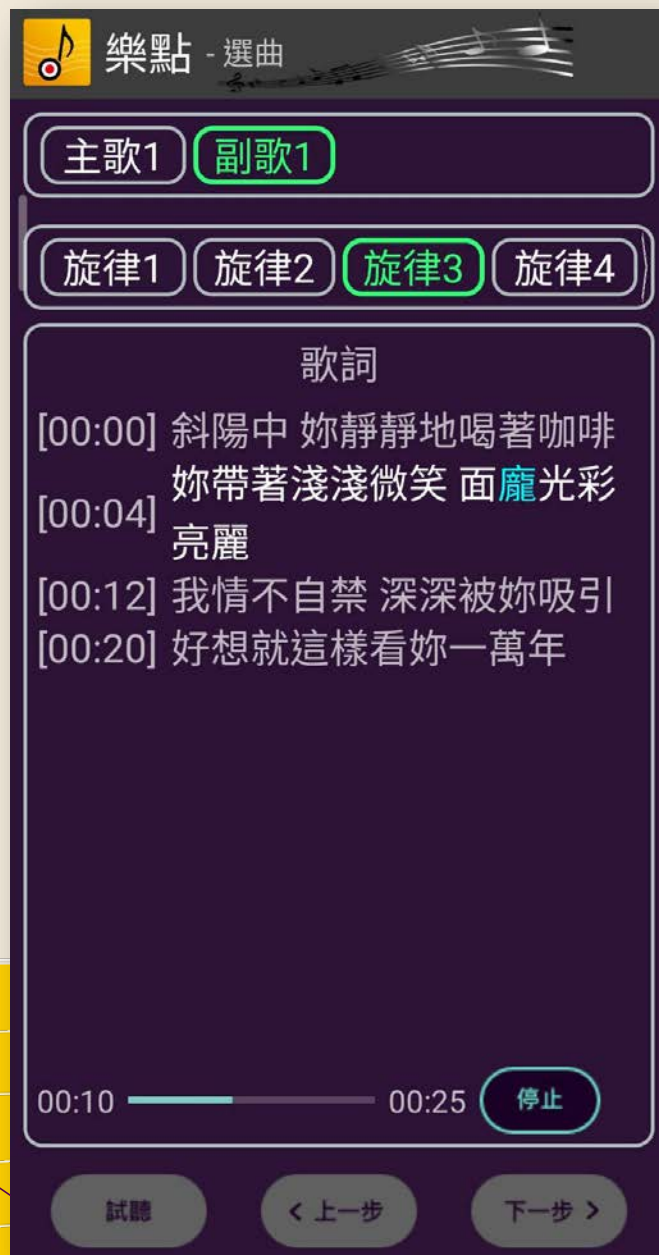 樂點 - 選曲
主歌1 副歌1
旋律1 旋律2 旋律3 旋律4
歌詞
[00:00] 斜陽中 妳靜靜地喝著咖啡
[00:04] 妳帶著淺淺微笑 面龐光彩
亮麗
[00:12] 我情不自禁 深深被妳吸引
[00:20] 好想就這樣看妳一萬年
00:10 00:25 停止
試聽 < 上一步 下一步 >